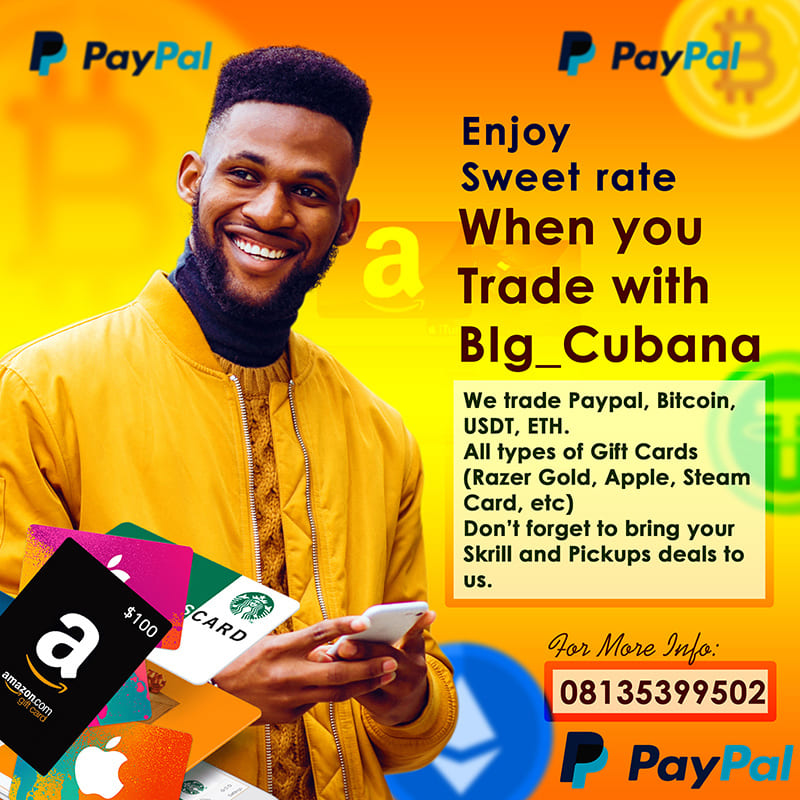 PayPal
PayPal
Enjoy
Sweet rate
When you
Trade with
BIg_Cubana
We trade Paypal, Bitcoin,
USDT, ETH.
All types of Gift Cards
(Razer Gold, Apple, Steam
Card, etc)
Don't forget to bring your
Skrill and Pickups deals to
us.
$100
a
amazon.com
gift card
SCARD
For More Info:
08135399502
PayPal